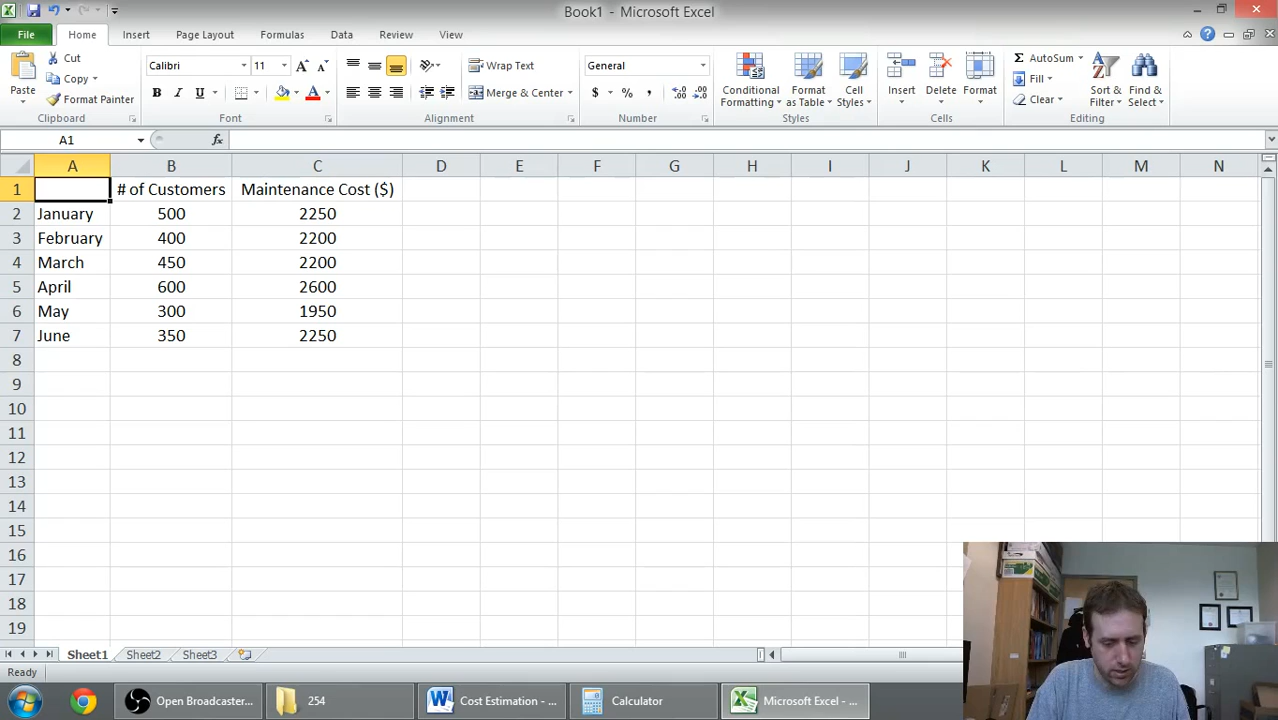 Book1 - Microsoft Excel
File Home Insert Page Layout Formulas Data Review View
Paste
Cut
Copy
Format Painter
Clipboard
Calibri 11
B I U
Font
Wrap Text
Merge & Center
Alignment
General
$ % ,
Number
Conditional Formatting
Format as Table
Cell Styles
Styles
Insert Delete Format
Cells
Σ AutoSum
Fill
Clear
Sort & Filter
Find & Select
Editing
A1 fx
A B C D E F G H I J K L M N
1 # of Customers Maintenance Cost ($)
2 January 500 2250
3 February 400 2200
4 March 450 2200
5 April 600 2600
6 May 300 1950
7 June 350 2250
8
9
10
11
12
13
14
15
16
17
18
19
Sheet1 Sheet2 Sheet3
Ready
Open Broadcaster... 254 Cost Estimation - ... Calculator Microsoft Excel - ...